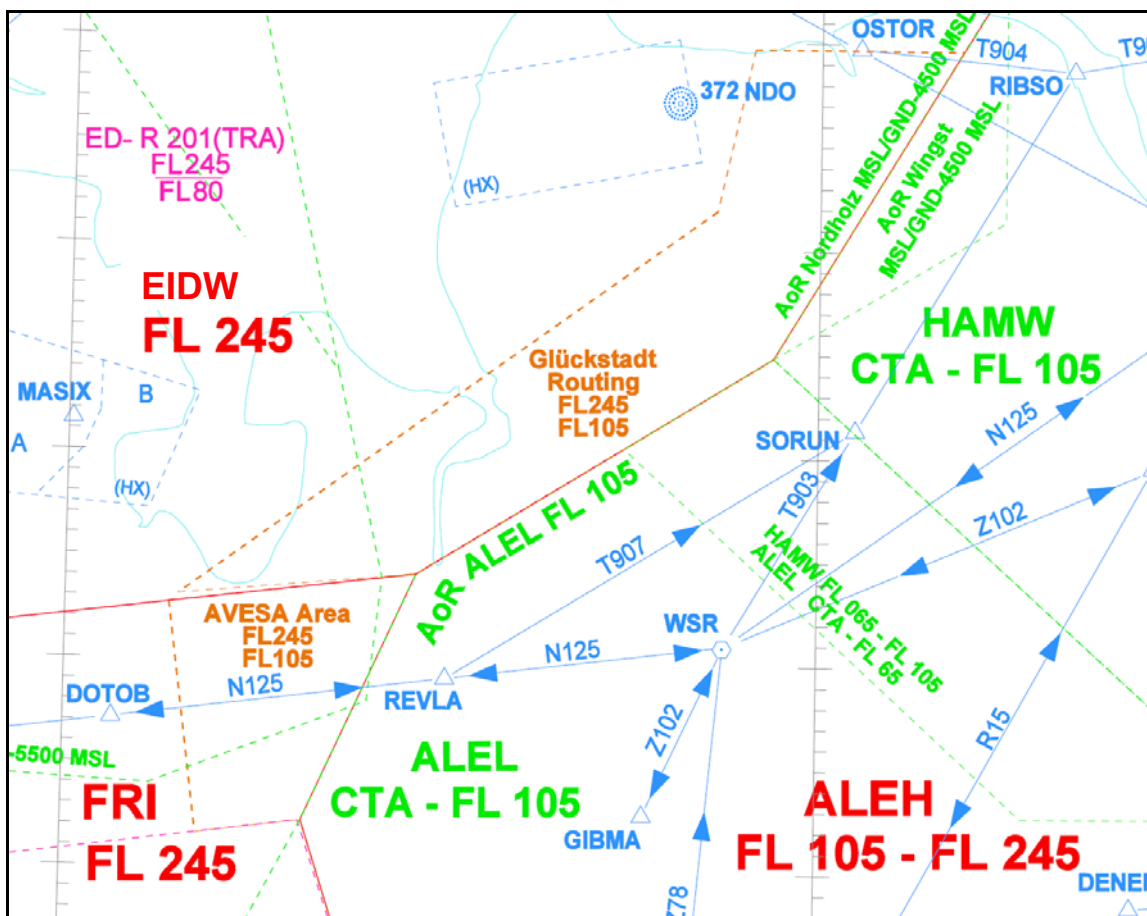 OSTOR
T904
RIBSO
372 NDO
ED- R 201(TRA)
FL245
FL80
(HX)
AoR Nordholz MSL/GND-4500 MSL
AoR Wingst
MSL/GND-4500 MSL
EIDW
FL 245
HAMW
CTA - FL 105
Glückstadt
Routing
FL245
FL105
MASIX
B
A
(HX)
SORUN
N125
T903
Z102
AoR ALEL FL 105
T907
HAMW FL 065 - FL 105
ALEL CTA - FL 65
AVESA Area
FL245
FL105
WSR
N125
DOTOB
N125
REVLA
Z102
R15
-5500 MSL
ALEL
CTA - FL 105
FRI
FL 245
GIBMA
ALEH
FL 105 - FL 245
Z78